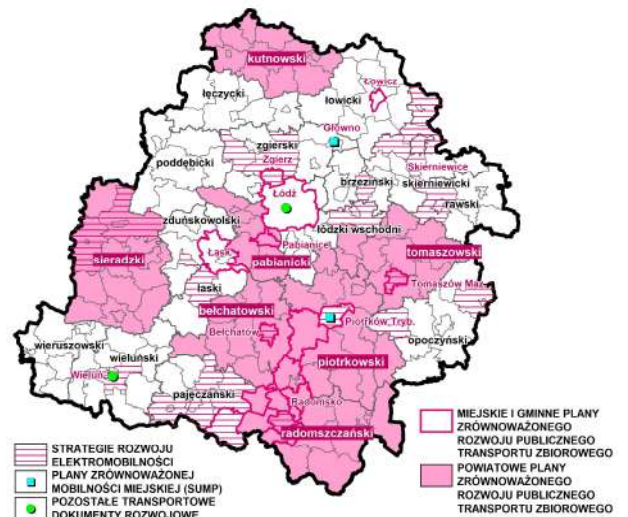 kutnowski
Łowicz
łęczycki
łowicki
Główno
zgierski
Zgierz
poddębicki
Skierniewice
brzeziński
skierniewicki
Łódź
rawski
zduńskowolski
łódzki wschodni
Pabianice
sieradzki
Łask
pabianicki
tomaszowski
łaski
Tomaszów Maz.
bełchatowski
Piotrków Tryb.
Bełchatów
opoczyński
wieruszowski
wieluński
piotrkowski
Wieluń
pajęczański
Radomsko
radomszczański
STRATEGIE ROZWOJU
ELEKTROMOBILNOŚCI
PLANY ZRÓWNOWAŻONEJ
MOBILNOŚCI MIEJSKIEJ (SUMP)
POZOSTAŁE TRANSPORTOWE
DOKUMENTY ROZWOJOWE
MIEJSKIE I GMINNE PLANY
ZRÓWNOWAŻONEGO
ROZWOJU PUBLICZNEGO
TRANSPORTU ZBIOROWEGO
POWIATOWE PLANY
ZRÓWNOWAŻONEGO
ROZWOJU PUBLICZNEGO
TRANSPORTU ZBIOROWEGO